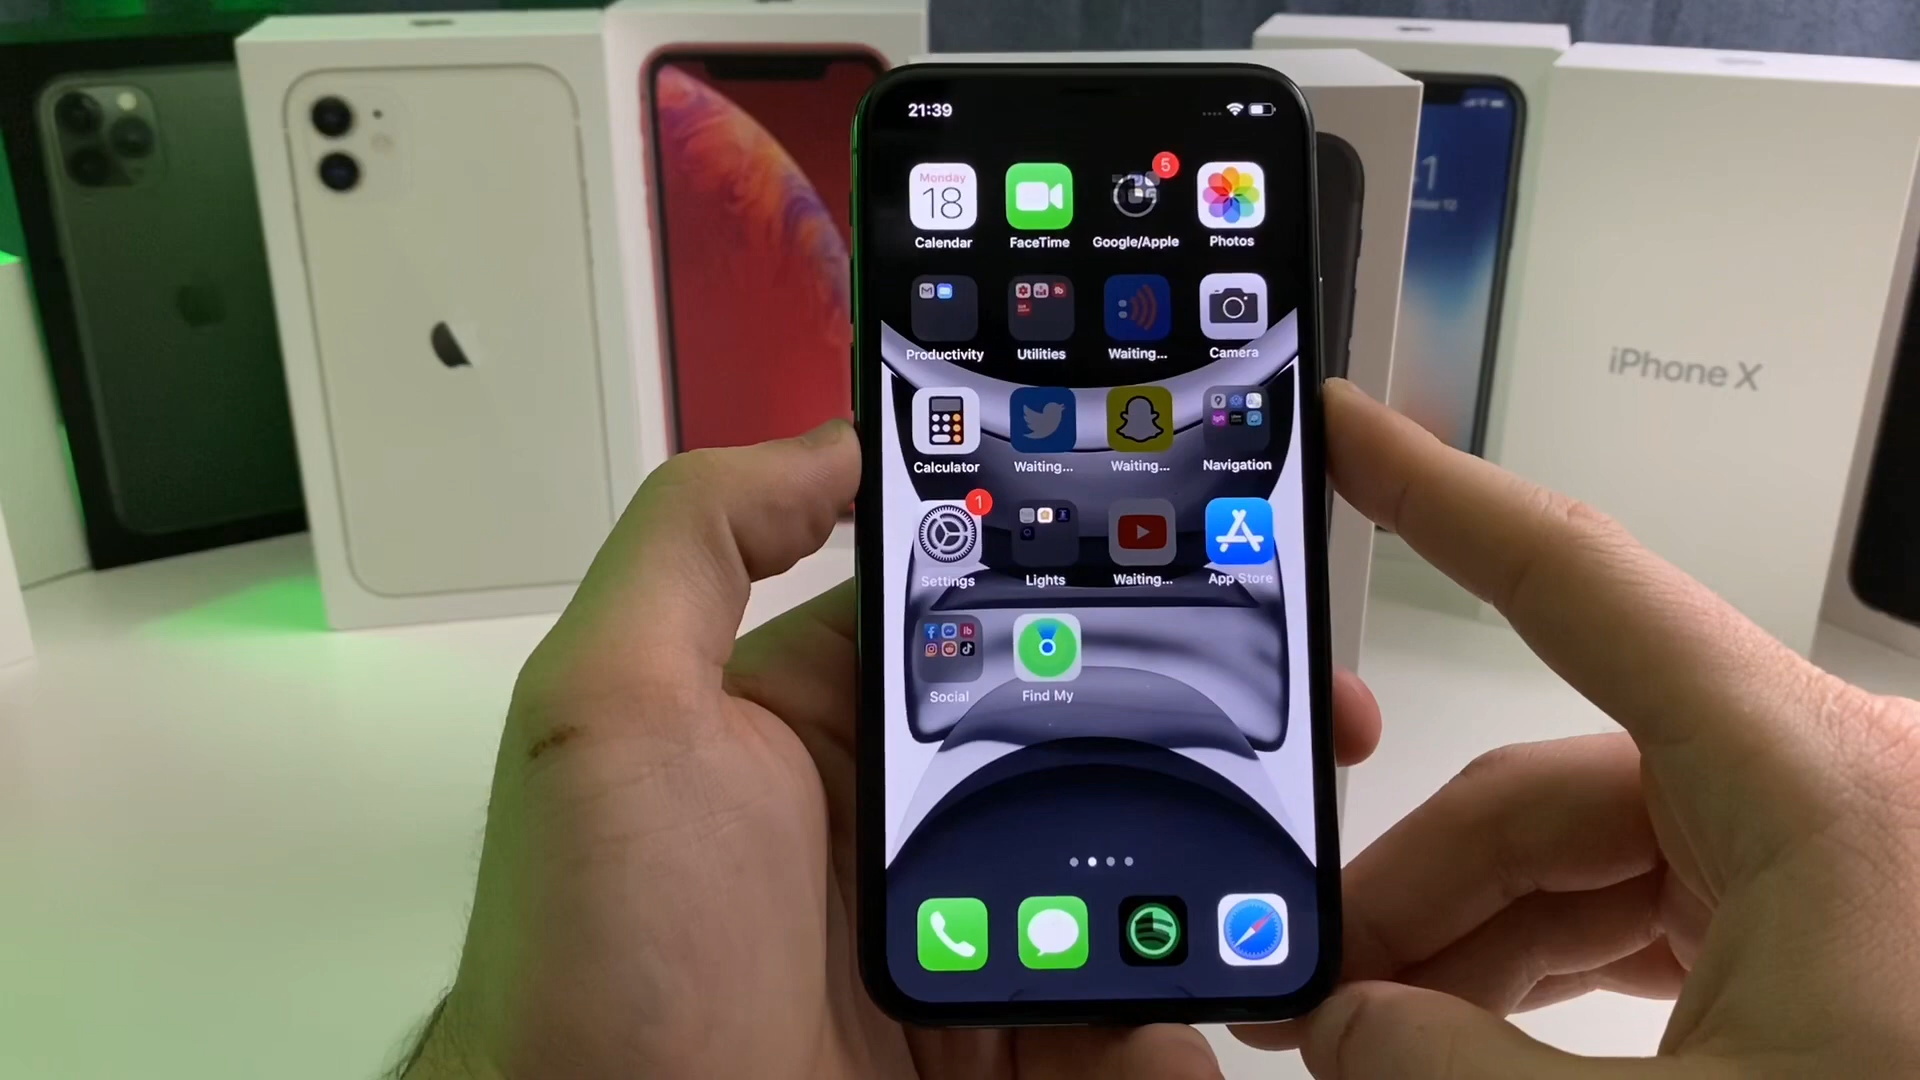 21:39
5
Monday
18
Calendar
FaceTime
Google/Apple
Photos
Productivity
Utilities
Waiting...
Camera
Calculator
Waiting...
Waiting...
Navigation
1
Settings
Lights
Waiting...
App Store
Social
Find My
iPhone X